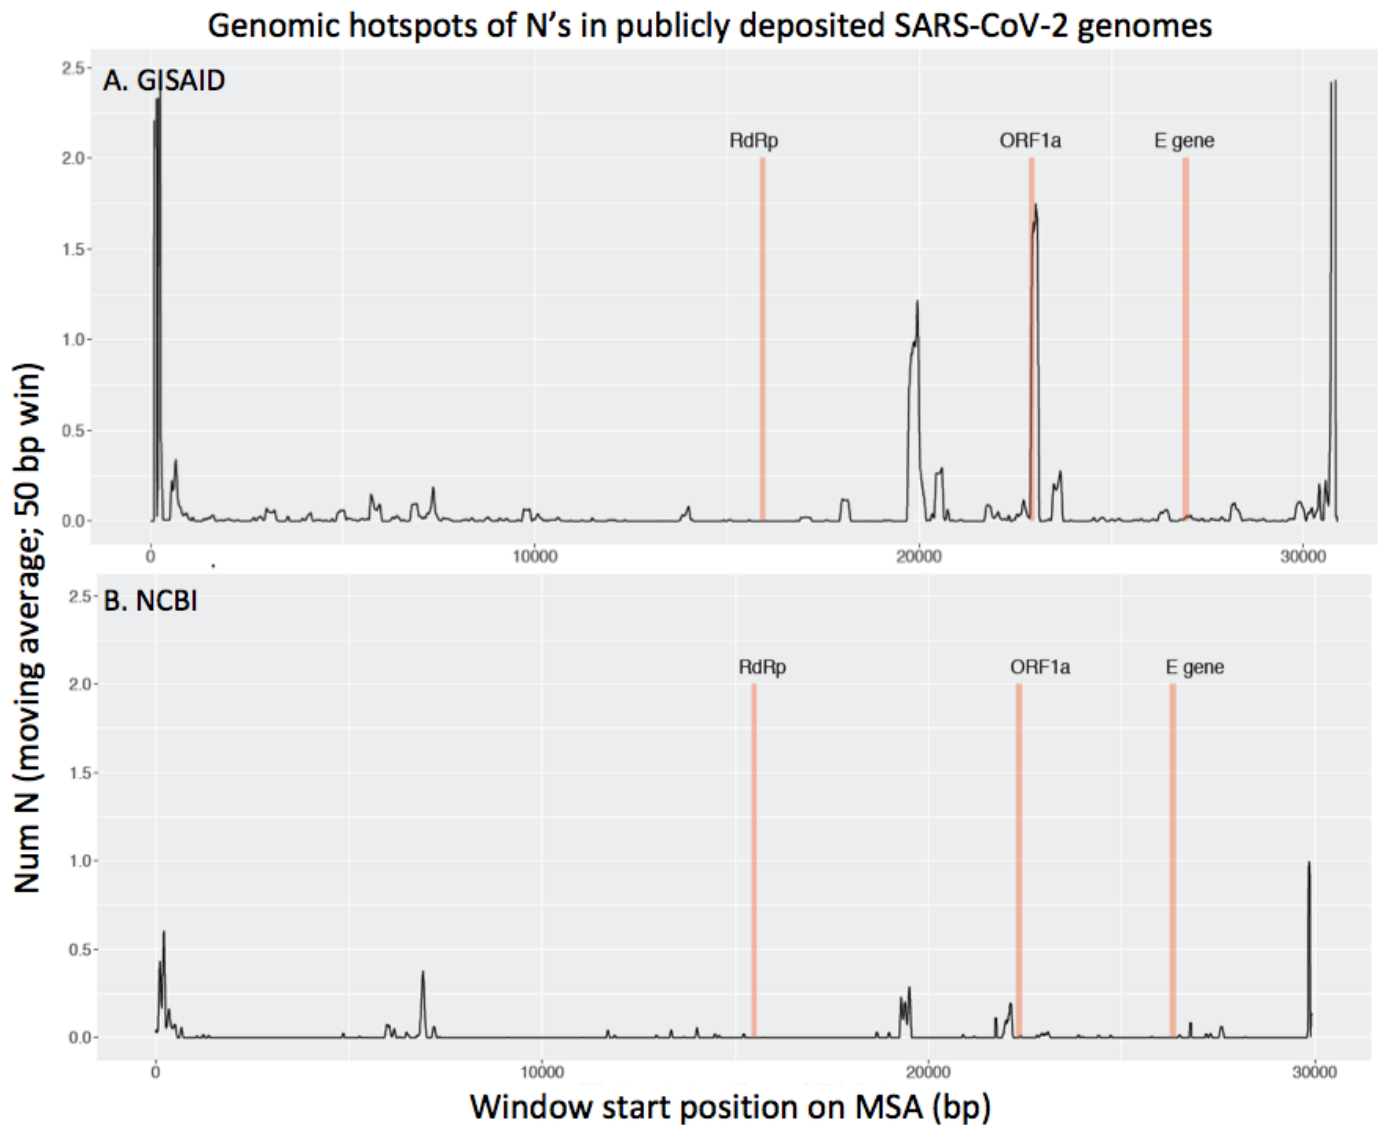 Genomic hotspots of N's in publicly deposited SARS-CoV-2 genomes
A. GISAID
2.5
2.0
1.5
1.0
0.5
0.0
RdRp
ORF1a
E gene
0
10000
20000
30000
Num N (moving average; 50 bp win)
B. NCBI
2.5
2.0
1.5
1.0
0.5
0.0
RdRp
ORF1a
E gene
0
10000
20000
30000
Window start position on MSA (bp)